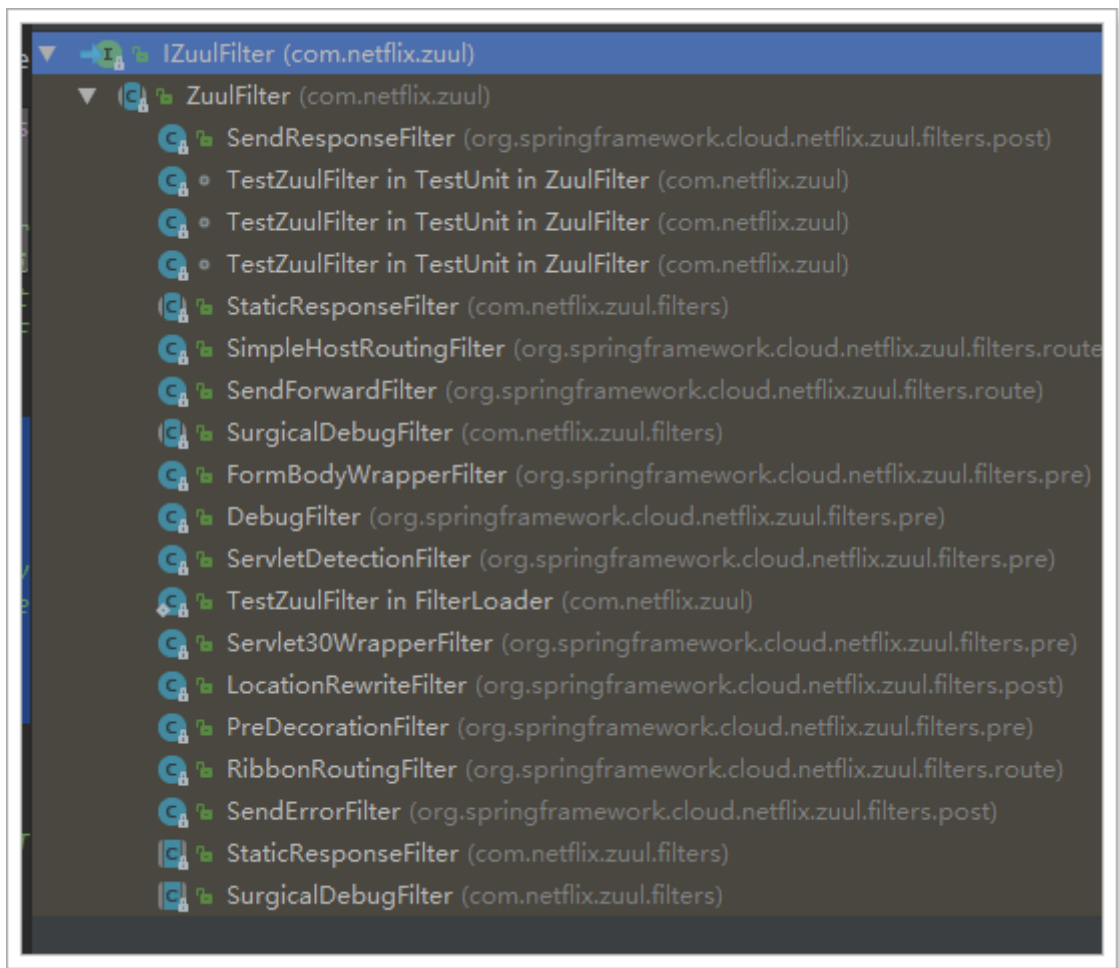 IZuulFilter (com.netflix.zuul)
ZuulFilter (com.netflix.zuul)
SendResponseFilter (org.springframework.cloud.netflix.zuul.filters.post)
TestZuulFilter in TestUnit in ZuulFilter (com.netflix.zuul)
TestZuulFilter in TestUnit in ZuulFilter (com.netflix.zuul)
TestZuulFilter in TestUnit in ZuulFilter (com.netflix.zuul)
StaticResponseFilter (com.netflix.zuul.filters)
SimpleHostRoutingFilter (org.springframework.cloud.netflix.zuul.filters.route
SendForwardFilter (org.springframework.cloud.netflix.zuul.filters.route)
SurgicalDebugFilter (com.netflix.zuul.filters)
FormBodyWrapperFilter (org.springframework.cloud.netflix.zuul.filters.pre)
DebugFilter (org.springframework.cloud.netflix.zuul.filters.pre)
ServletDetectionFilter (org.springframework.cloud.netflix.zuul.filters.pre)
TestZuulFilter in FilterLoader (com.netflix.zuul)
Servlet30WrapperFilter (org.springframework.cloud.netflix.zuul.filters.pre)
LocationRewriteFilter (org.springframework.cloud.netflix.zuul.filters.post)
PreDecorationFilter (org.springframework.cloud.netflix.zuul.filters.pre)
RibbonRoutingFilter (org.springframework.cloud.netflix.zuul.filters.route)
SendErrorFilter (org.springframework.cloud.netflix.zuul.filters.post)
StaticResponseFilter (com.netflix.zuul.filters)
SurgicalDebugFilter (com.netflix.zuul.filters)